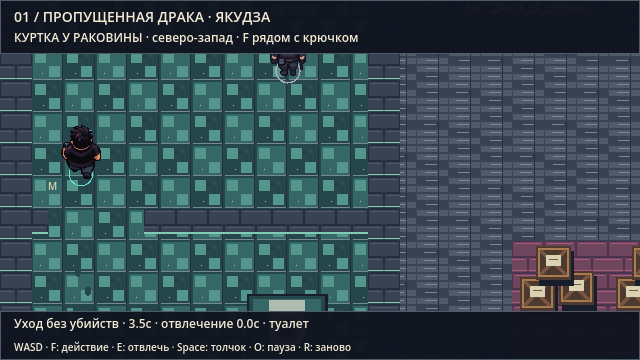 01 / ПРОПУЩЕННАЯ ДРАКА · ЯКУДЗА
КУРТКА У РАКОВИНЫ · северо-запад · F рядом с крючком
М
Уход без убийств · 3.5с · отвлечение 0.0с · туалет
WASD · F: действие · E: отвлечь · Space: толчок · O: пауза · R: заново